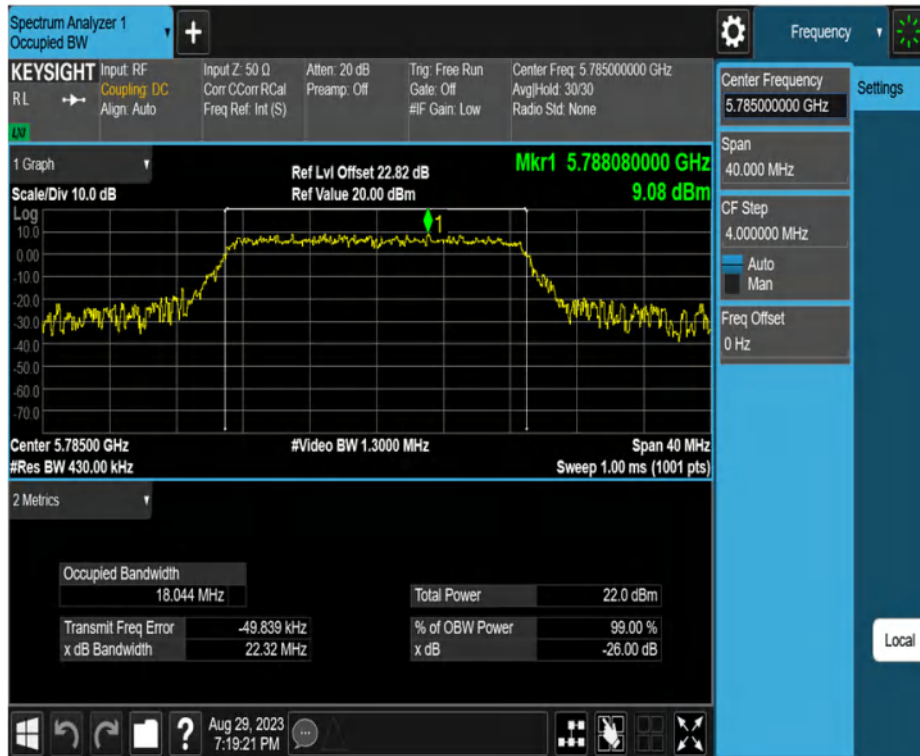 Spectrum Analyzer 1
Occupied BW
+
Frequency
KEYSIGHT
RL
LXI
Input: RF
Coupling: DC
Align: Auto
Input Z: 50 Ω
Corr CCorr RCal
Freq Ref: Int (S)
Atten: 20 dB
Preamp: Off
Trig: Free Run
Gate: Off
#IF Gain: Low
Center Freq: 5.785000000 GHz
Avg|Hold: 30/30
Radio Std: None
Center Frequency
5.785000000 GHz
Settings
Span
40.000 MHz
CF Step
4.000000 MHz
Auto
Man
Freq Offset
0 Hz
1 Graph
Scale/Div 10.0 dB
Ref Lvl Offset 22.82 dB
Ref Value 20.00 dBm
Mkr1 5.788080000 GHz
9.08 dBm
Log
1
10.0
0.00
-10.0
-20.0
-30.0
-40.0
-50.0
-60.0
-70.0
Center 5.78500 GHz
#Video BW 1.3000 MHz
Span 40 MHz
#Res BW 430.00 kHz
Sweep 1.00 ms (1001 pts)
2 Metrics
Occupied Bandwidth
18.044 MHz
Total Power 22.0 dBm
Transmit Freq Error -49.839 kHz
% of OBW Power 99.00 %
x dB Bandwidth 22.32 MHz
x dB -26.00 dB
Local
?
Aug 29, 2023
7:19:21 PM